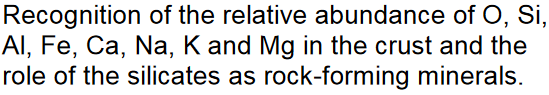 Recognition of the relative abundance of O, Si,
Al, Fe, Ca, Na, K and Mg in the crust and the
role of the silicates as rock-forming minerals.